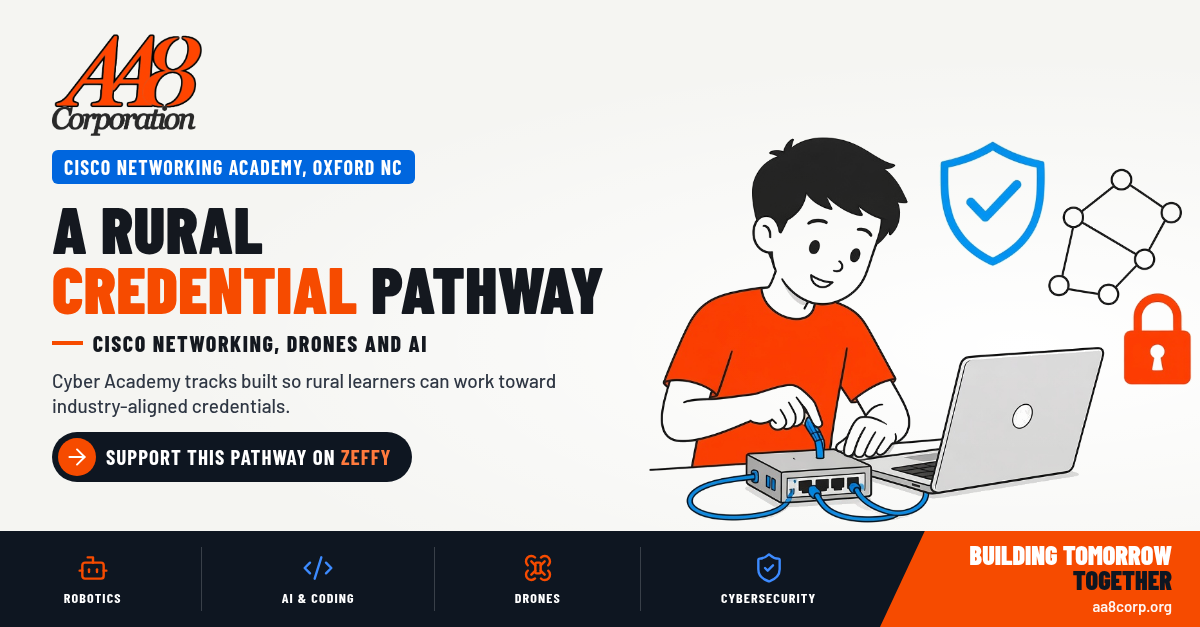 AA8
Corporation
CISCO NETWORKING ACADEMY, OXFORD NC
A RURAL
CREDENTIAL PATHWAY
CISCO NETWORKING, DRONES AND AI
Cyber Academy tracks built so rural learners can work toward
industry-aligned credentials.
SUPPORT THIS PATHWAY ON ZEFFY
ROBOTICS
AI & CODING
DRONES
CYBERSECURITY
BUILDING TOMORROW
TOGETHER
aa8corp.org